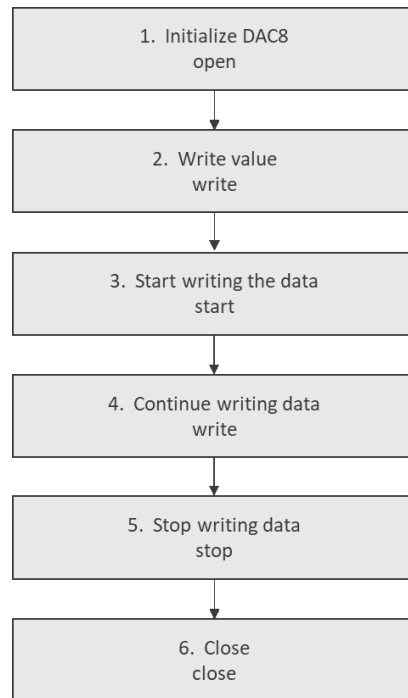 1. Initialize DAC8
open
2. Write value
write
3. Start writing the data
start
4. Continue writing data
write
5. Stop writing data
stop
6. Close
close